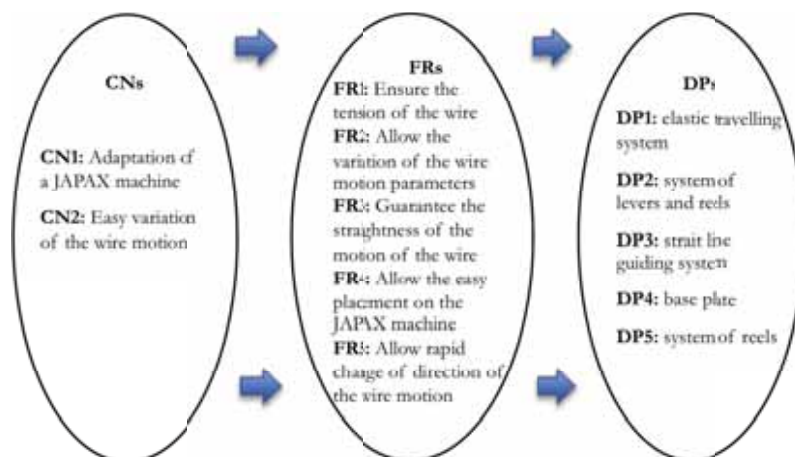 CNs
CN1: Adaptation of
a JAPAX machine
CN2: Easy variation
of the wire motion
FRs
FR1: Ensure the
tension of the wire
FR2: Allow the
variation of the wire
motion parameters
FR3: Guarantee the
straightness of the
motion of the wire
FR4: Allow the easy
placement on the
JAPAX machine
FR5: Allow rapid
change of direction of
the wire motion
DPs
DP1: elastic travelling
system
DP2: system of
levers and reels
DP3: strait line
guiding system
DP4: base plate
DP5: system of reels